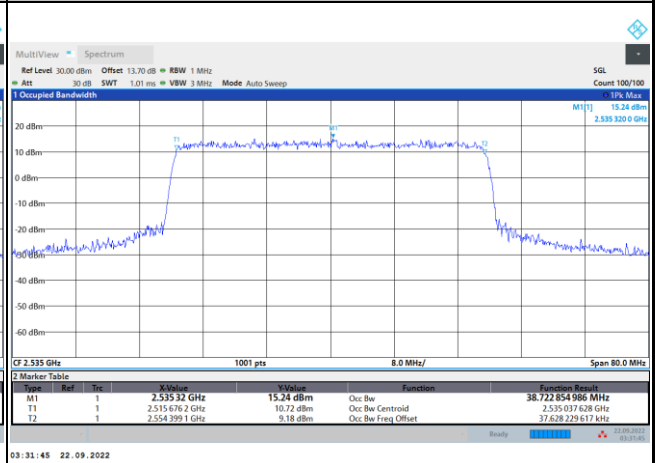 MultiView Spectrum
Ref Level 30.00 dBm Offset 13.70 dB RBW 1 MHz SGL
Att 30 dB SWT 1.01 ms VBW 3 MHz Mode Auto Sweep Count 100/100
1 Occupied Bandwidth 1Pk Max
M1[1] 15.24 dBm
2.535 320 0 GHz
20 dBm
M1
T1
T2
10 dBm
0 dBm
-10 dBm
-20 dBm
-30 dBm
-40 dBm
-50 dBm
-60 dBm
CF 2.535 GHz 1001 pts 8.0 MHz/ Span 80.0 MHz
2 Marker Table
Type Ref Trc X-Value Y-Value Function Function Result
M1 1 2.535 32 GHz 15.24 dBm Occ Bw 38.722 854 986 MHz
T1 1 2.515 676 2 GHz 10.72 dBm Occ Bw Centroid 2.535 037 628 GHz
T2 1 2.554 399 1 GHz 9.18 dBm Occ Bw Freq Offset 37.628 229 617 kHz
Ready 22.09.2022
03:31:45
03:31:45 22.09.2022